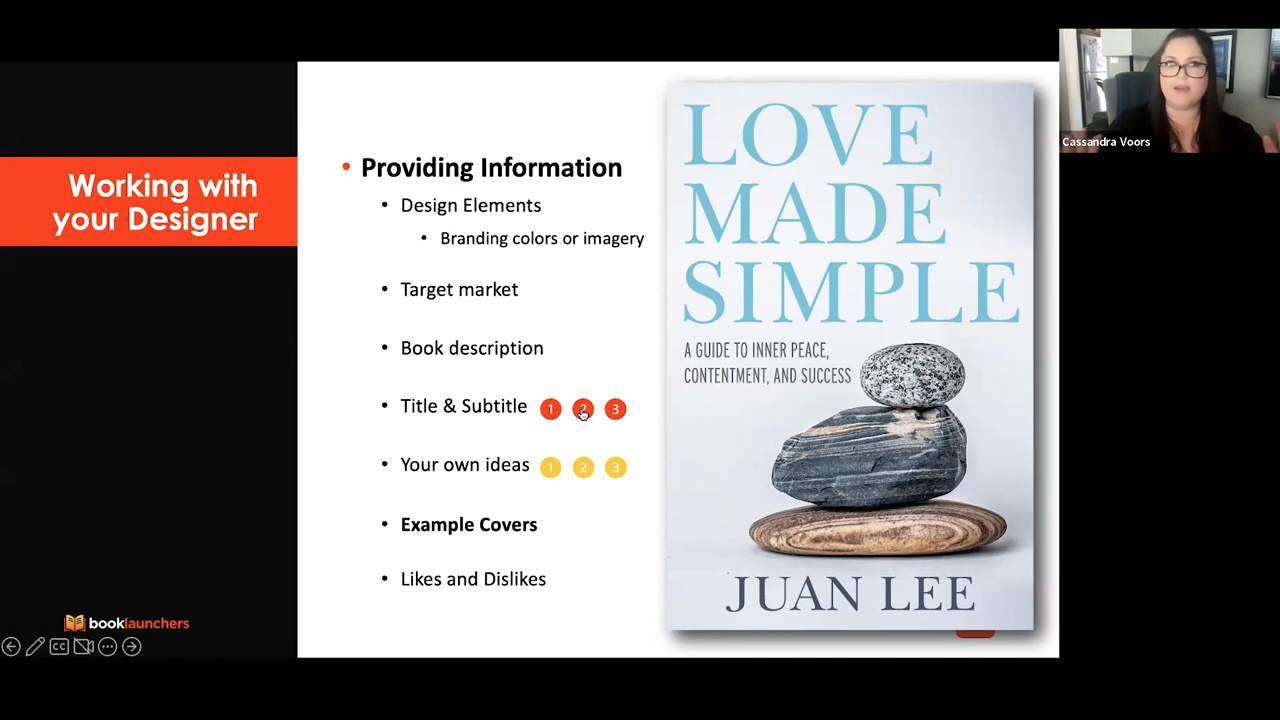 Working with
your Designer
Providing Information
Design Elements
Branding colors or imagery
Target market
Book description
Title & Subtitle 1 2 3
Your own ideas 1 2 3
Example Covers
Likes and Dislikes
LOVE
MADE
SIMPLE
A GUIDE TO INNER PEACE,
CONTENTMENT, AND SUCCESS
JUAN LEE
Cassandra Voors
booklaunchers
CC